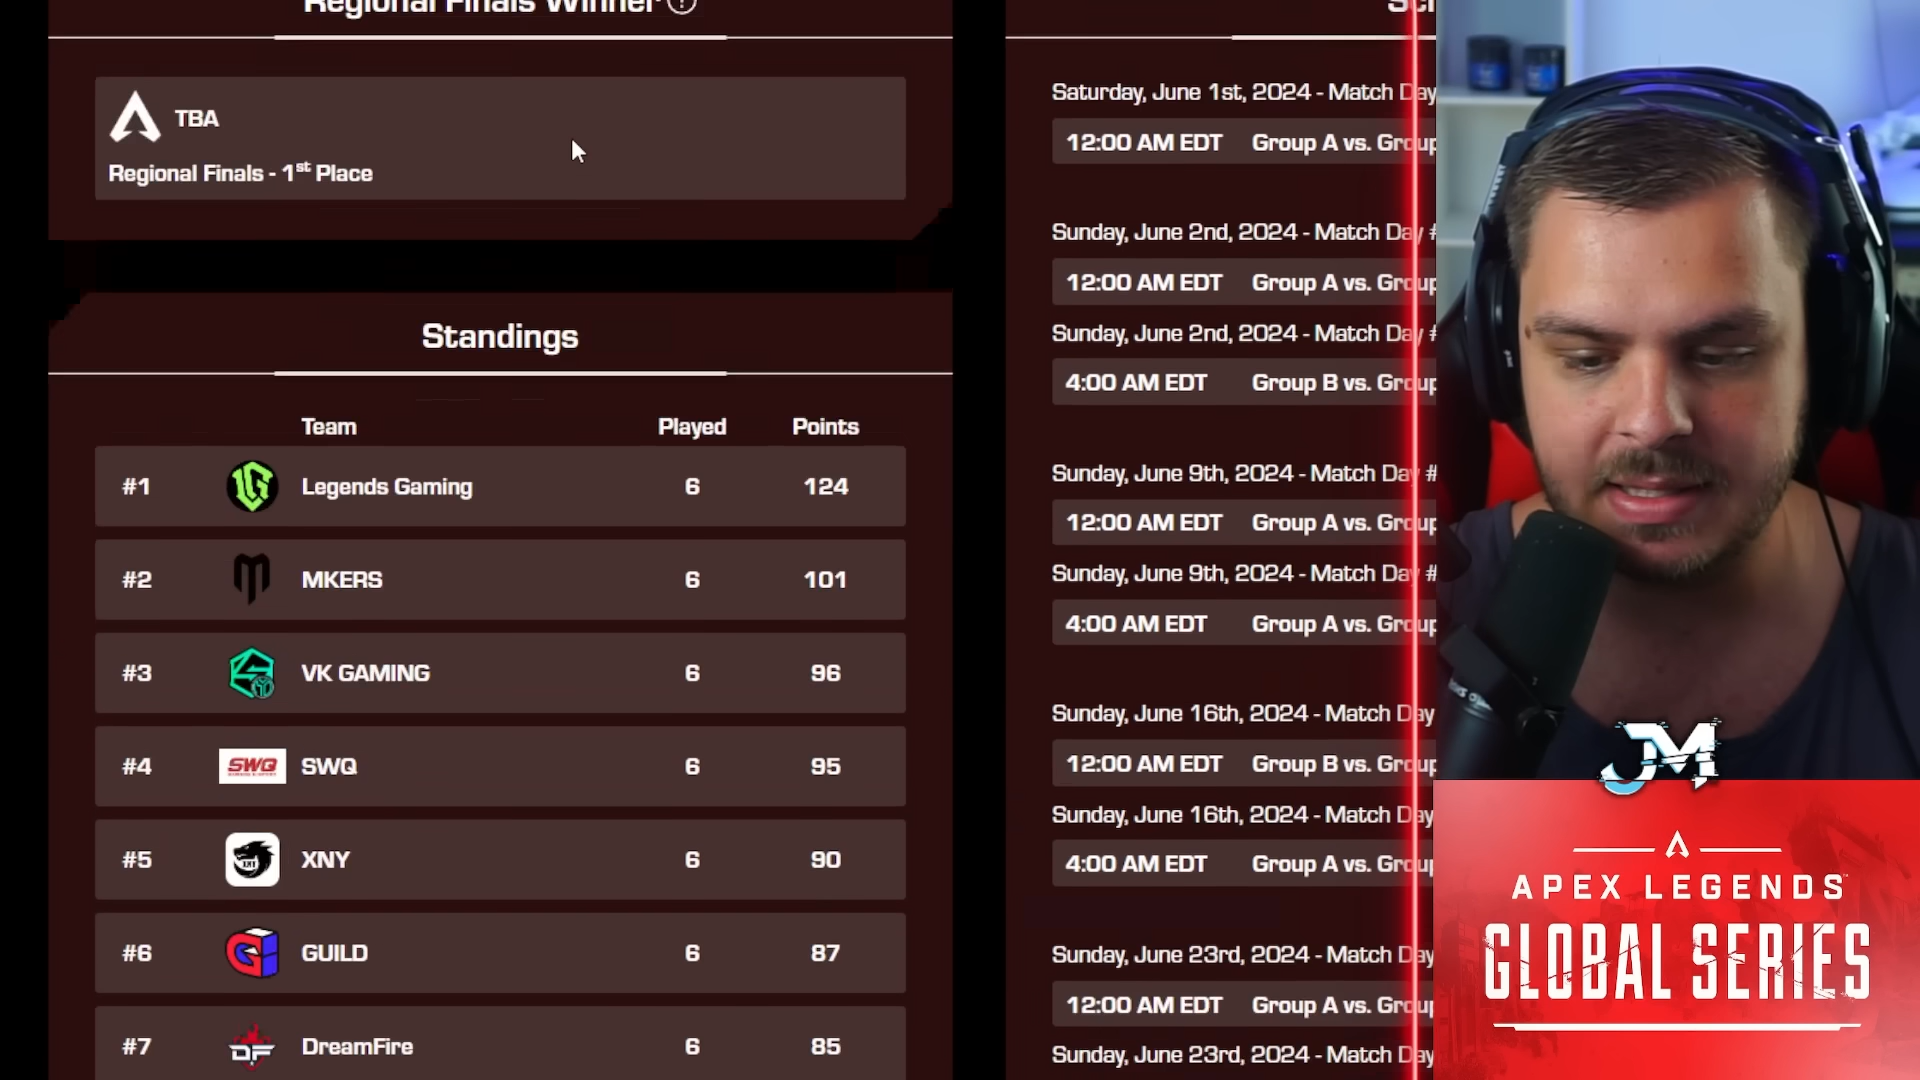 Regional Finals Winner
TBA
Regional Finals - 1st Place
Standings
Team Played Points
#1 Legends Gaming 6 124
#2 MKERS 6 101
#3 VK GAMING 6 96
#4 SWQ SWQ 6 95
#5 XNY XNY 6 90
#6 GUILD 6 87
#7 DF DreamFire 6 85
Saturday, June 1st, 2024 - Match Day
12:00 AM EDT Group A vs. Group
Sunday, June 2nd, 2024 - Match Day #
12:00 AM EDT Group A vs. Group
Sunday, June 2nd, 2024 - Match Day #
4:00 AM EDT Group B vs. Group
Sunday, June 9th, 2024 - Match Day #
12:00 AM EDT Group A vs. Group
Sunday, June 9th, 2024 - Match Day #
4:00 AM EDT Group A vs. Group
Sunday, June 16th, 2024 - Match Day
12:00 AM EDT Group B vs. Group
Sunday, June 16th, 2024 - Match Day
4:00 AM EDT Group A vs. Group
Sunday, June 23rd, 2024 - Match Day
12:00 AM EDT Group A vs. Group
Sunday, June 23rd, 2024 - Match Day
JM
APEX LEGENDS
GLOBAL SERIES